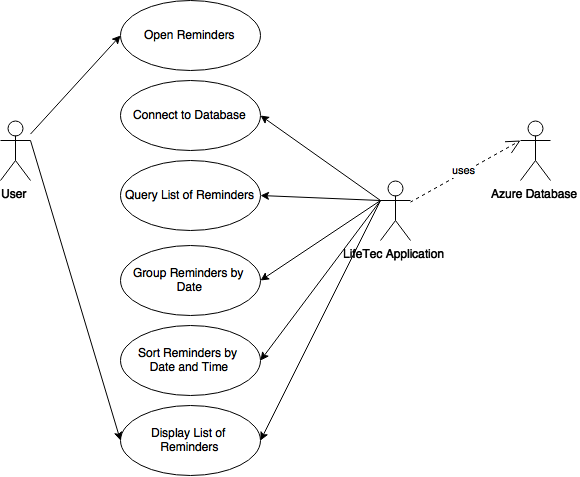 Open Reminders
Connect to Database
uses
User
Query List of Reminders
Azure Database
LifeTec Application
Group Reminders by
Date
Sort Reminders by
Date and Time
Display List of
Reminders